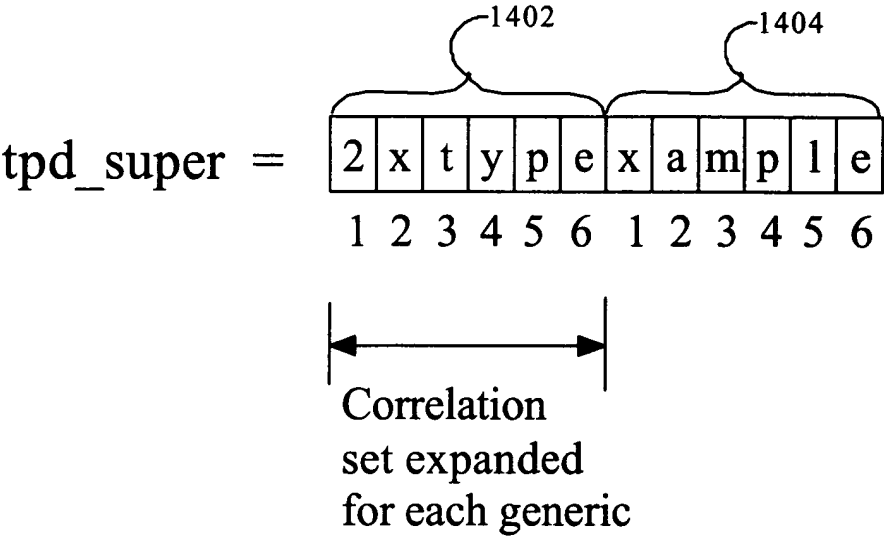 1402
1404
tpd_super = 2 x t y p e x a m p l e
1 2 3 4 5 6 1 2 3 4 5 6
Correlation
set expanded
for each generic